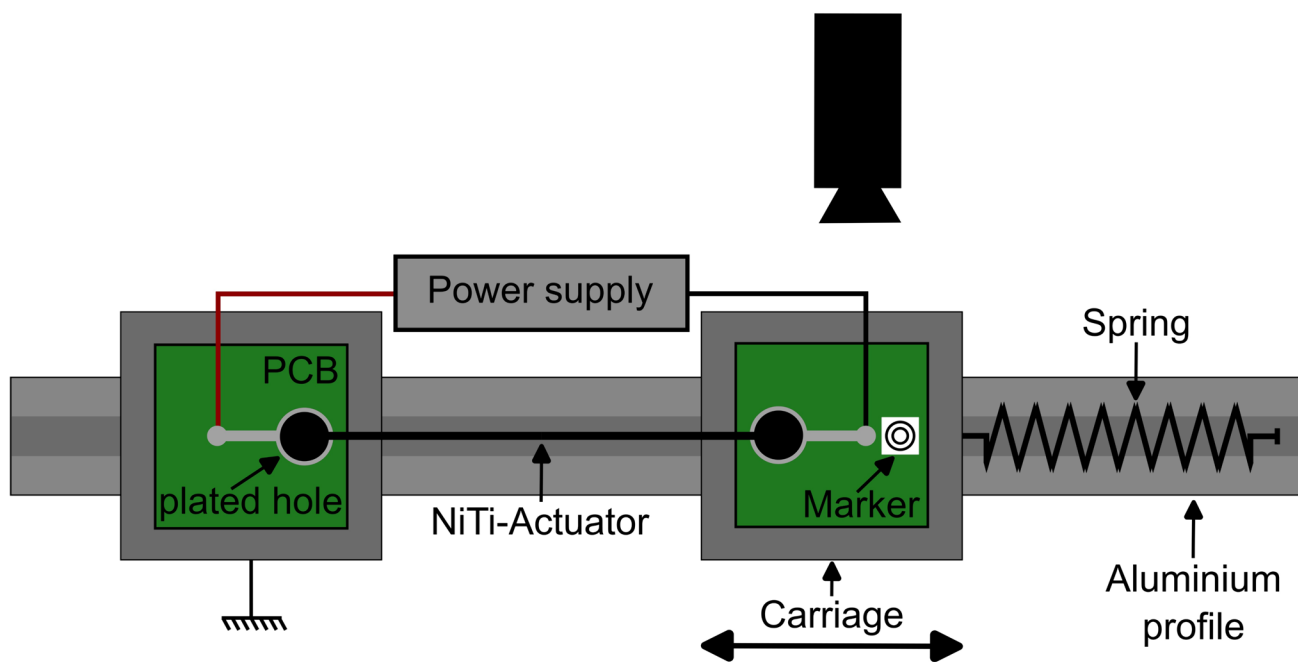 Power supply
Spring
PCB
plated hole
Marker
NiTi-Actuator
Carriage
Aluminium
profile